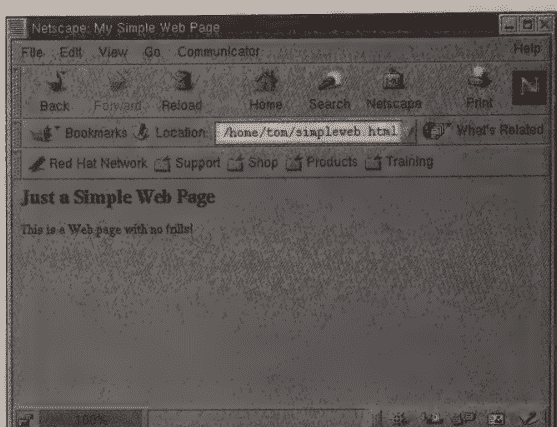 Netscape: My Simple Web Page
File Edit View Go Communicator Help
Back Forward Reload Home Search Netscape Print N
Bookmarks Location: /home/tom/simpleweb.html What's Related
Red Hat Network Support Shop Products Training
Just a Simple Web Page
This is a Web page with no frills!
100%